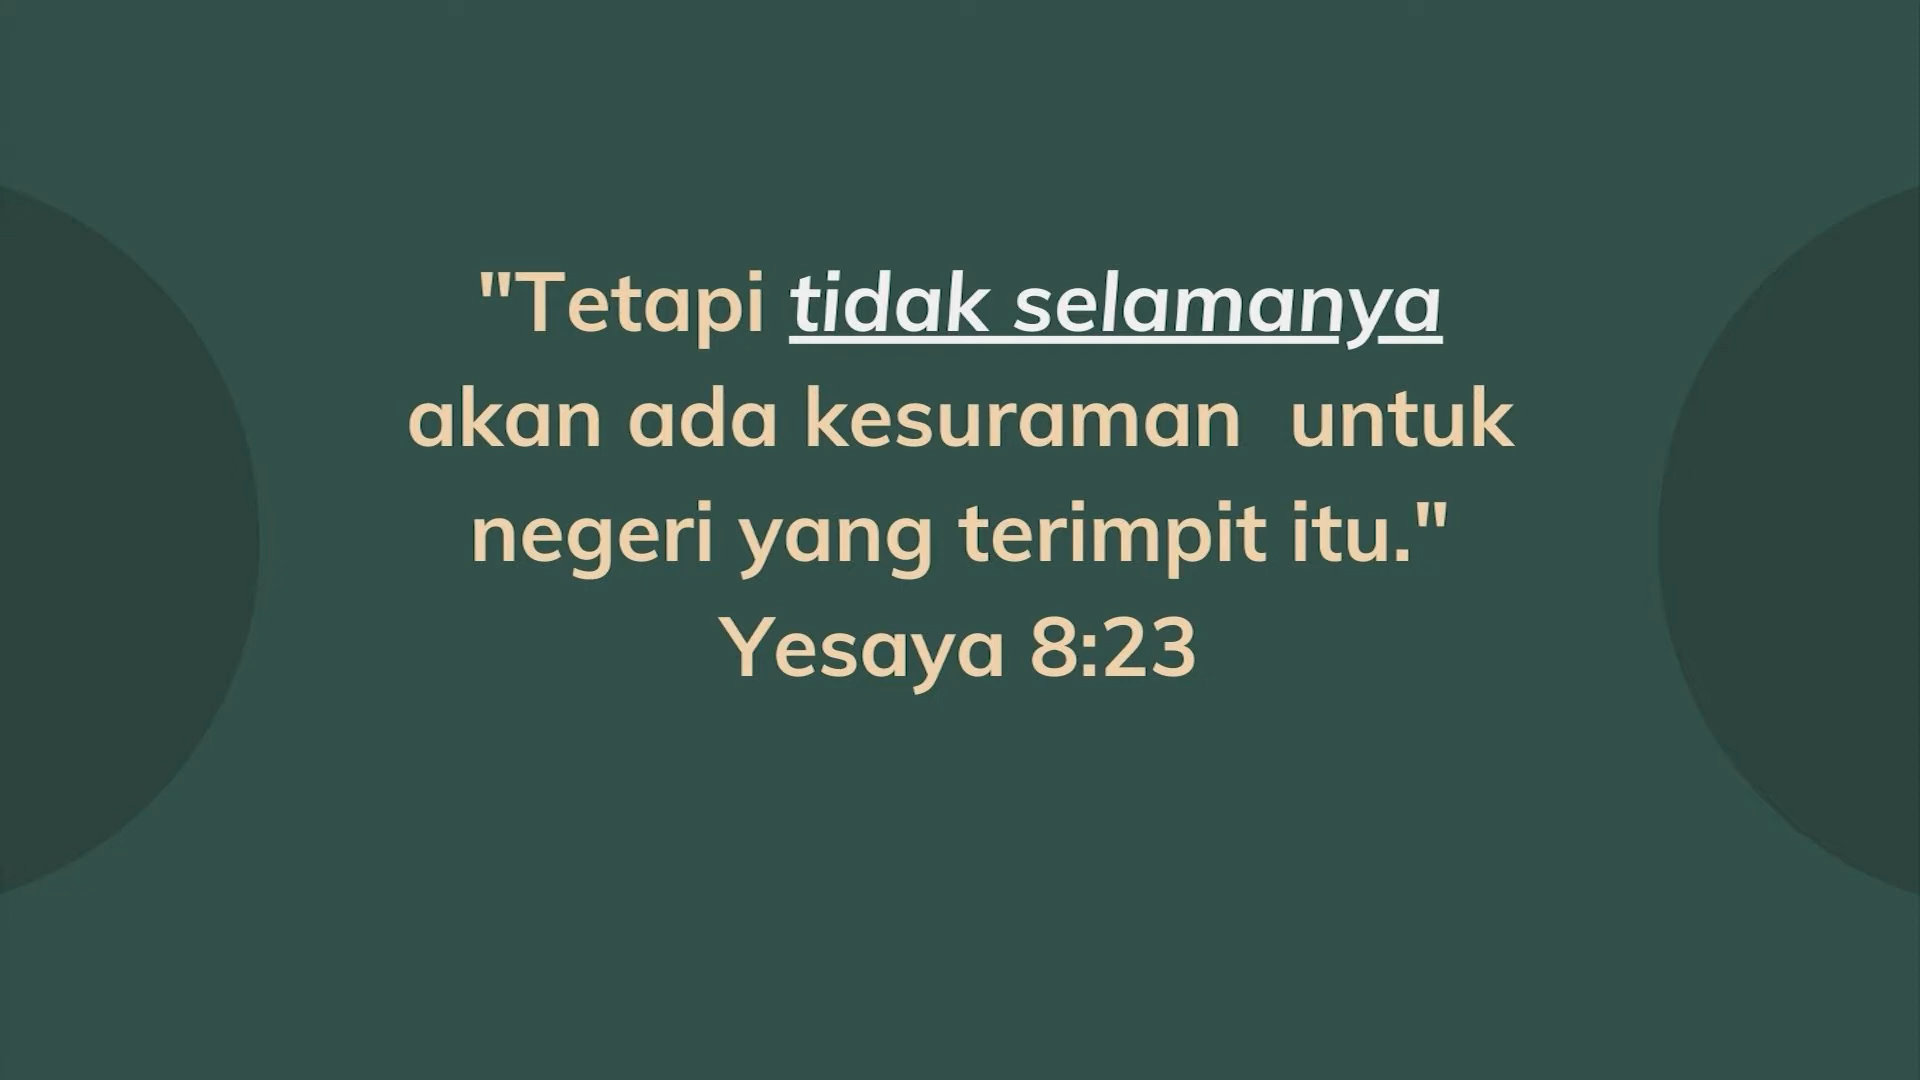 "Tetapi tidak selamanya
akan ada kesuraman  untuk
negeri yang terimpit itu."
Yesaya 8:23